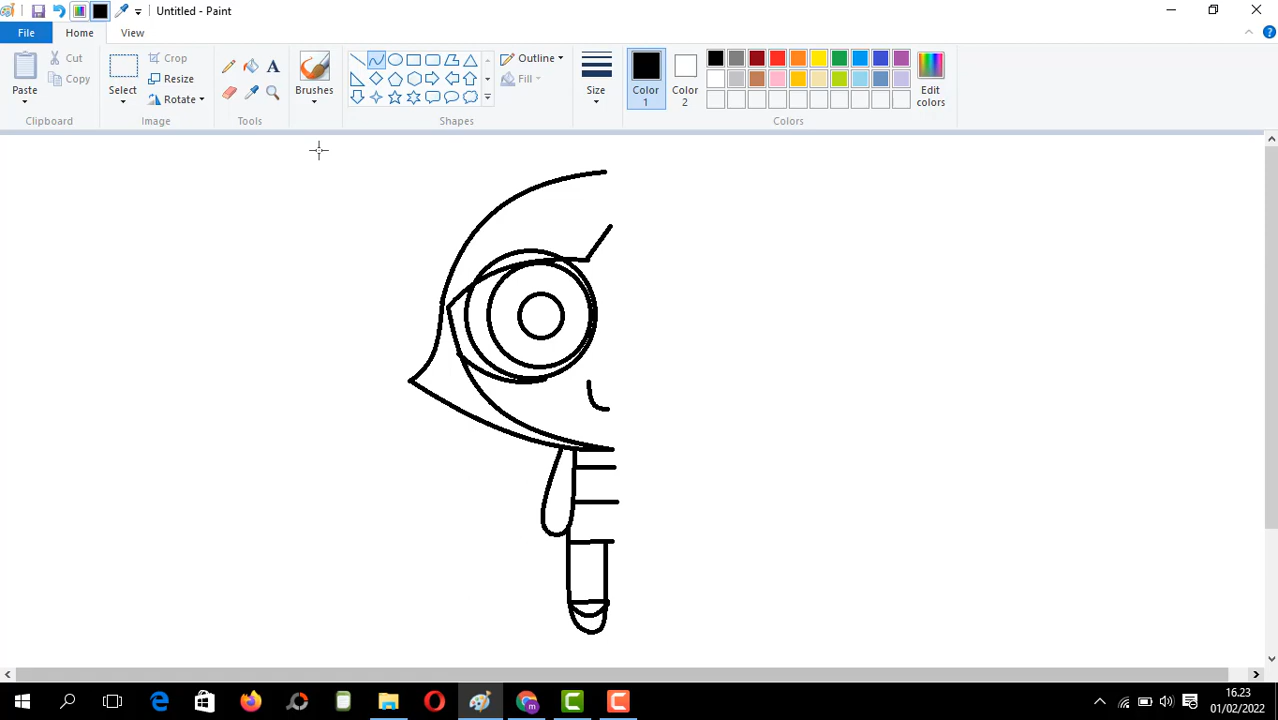 Untitled - Paint
File
Home
View
Paste
Cut
Copy
Clipboard
Select
Crop
Resize
Rotate
Image
A
Tools
Brushes
Outline
Fill
Shapes
Size
Color
1
Color
2
Edit
colors
Colors
16.23
01/02/2022